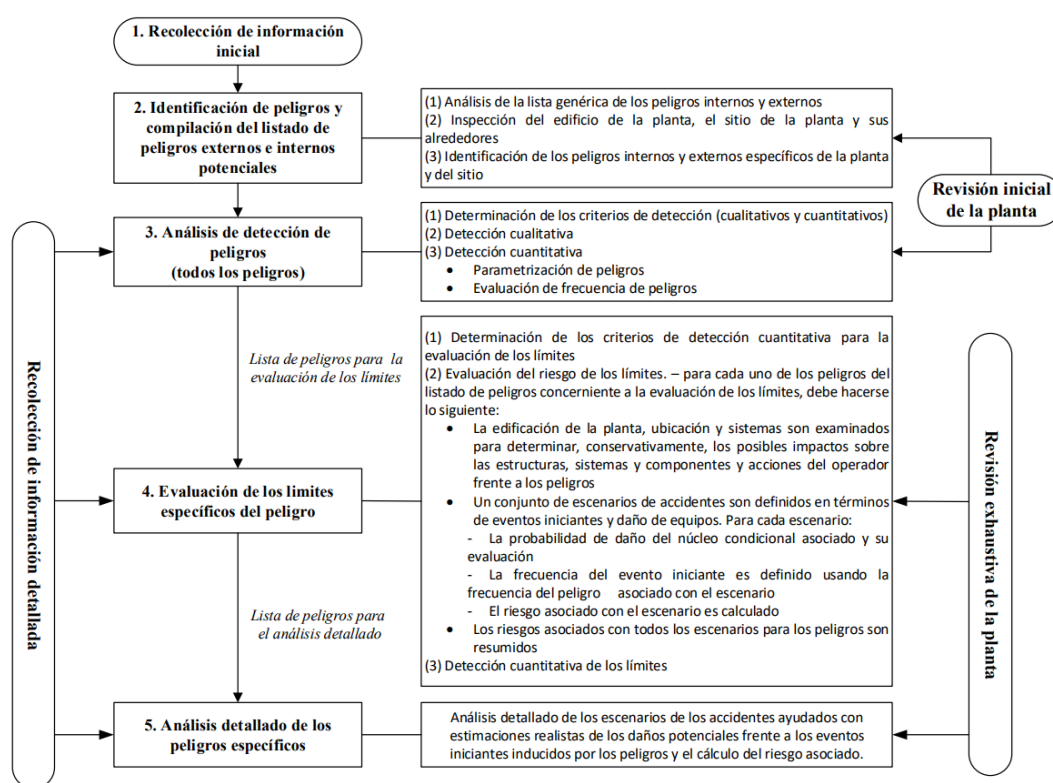 1. Recolección de información
inicial
2. Identificación de peligros y
compilación del listado de
peligros externos e internos
potenciales
(1) Análisis de la lista genérica de los peligros internos y externos
(2) Inspección del edificio de la planta, el sitio de la planta y sus
alrededores
(3) Identificación de los peligros internos y externos específicos de la planta
y del sitio
Revisión inicial
de la planta
3. Análisis de detección de
peligros
(todos los peligros)
(1) Determinación de los criterios de detección (cualitativos y cuantitativos)
(2) Detección cualitativa
(3) Detección cuantitativa
• Parametrización de peligros
• Evaluación de frecuencia de peligros
Lista de peligros para la
evaluación de los límites
Recolección de información detallada
4. Evaluación de los limites
específicos del peligro
(1) Determinación de los criterios de detección cuantitativa para la
evaluación de los límites
(2) Evaluación del riesgo de los límites. – para cada uno de los peligros del
listado de peligros concerniente a la evaluación de los límites, debe hacerse
lo siguiente:
• La edificación de la planta, ubicación y sistemas son examinados
para determinar, conservativamente, los posibles impactos sobre
las estructuras, sistemas y componentes y acciones del operador
frente a los peligros
• Un conjunto de escenarios de accidentes son definidos en términos
de eventos iniciantes y daño de equipos. Para cada escenario:
- La probabilidad de daño del núcleo condicional asociado y su
evaluación
- La frecuencia del evento iniciante es definido usando la
frecuencia del peligro asociado con el escenario
- El riesgo asociado con el escenario es calculado
• Los riesgos asociados con todos los escenarios para los peligros son
resumidos
(3) Detección cuantitativa de los límites
Revisión exhaustiva de la planta
Lista de peligros para
el análisis detallado
5. Análisis detallado de los
peligros específicos
Análisis detallado de los escenarios de los accidentes ayudados con
estimaciones realistas de los daños potenciales frente a los eventos
iniciantes inducidos por los peligros y el cálculo del riesgo asociado.